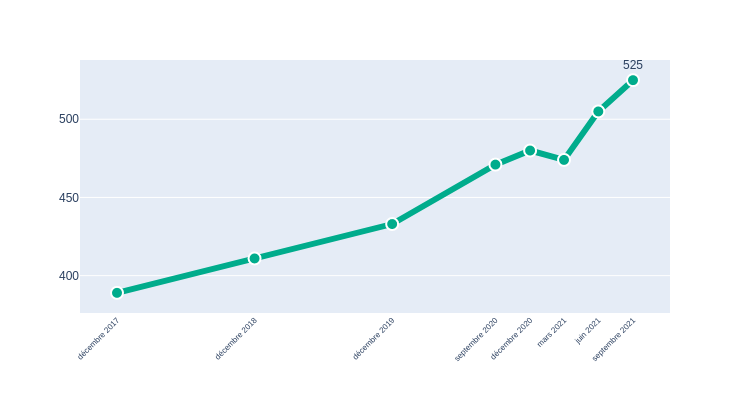 525
500
450
400
décembre 2017
décembre 2018
décembre 2019
septembre 2020
décembre 2020
mars 2021
juin 2021
septembre 2021